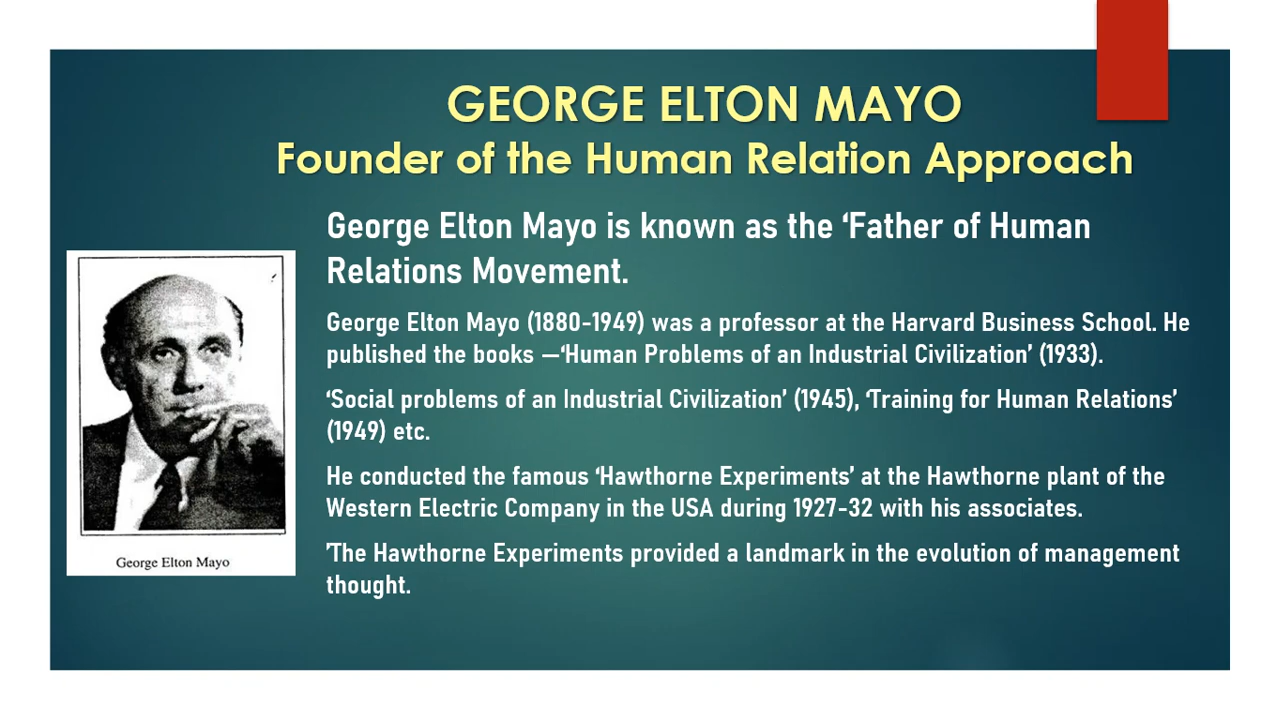 GEORGE ELTON MAYO
Founder of the Human Relation Approach
George Elton Mayo is known as the ‘Father of Human
Relations Movement.
George Elton Mayo (1880-1949) was a professor at the Harvard Business School. He
published the books —‘Human Problems of an Industrial Civilization’ (1933).
‘Social problems of an Industrial Civilization’ (1945), ‘Training for Human Relations’
(1949) etc.
He conducted the famous ‘Hawthorne Experiments’ at the Hawthorne plant of the
Western Electric Company in the USA during 1927-32 with his associates.
'The Hawthorne Experiments provided a landmark in the evolution of management
thought.
George Elton Mayo